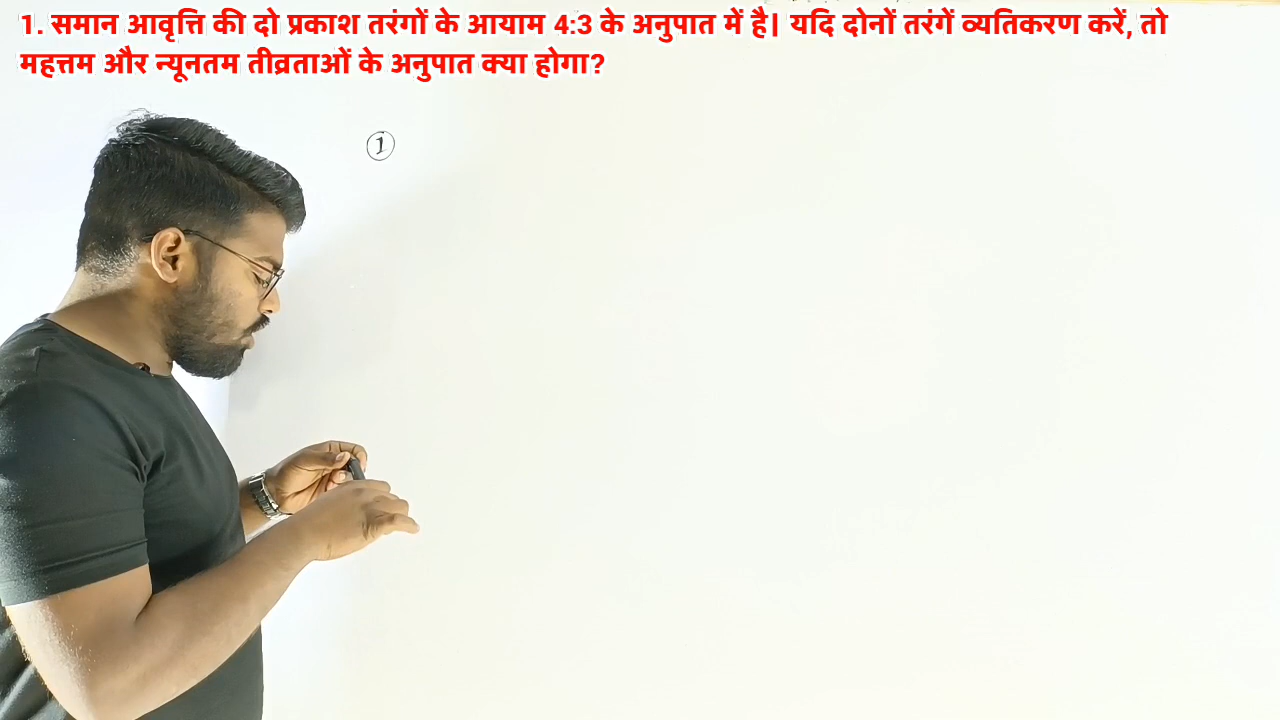 1. समान आवृत्ति की दो प्रकाश तरंगों के आयाम 4:3 के अनुपात में है| यदि दोनों तरंगें व्यतिकरण करें, तो
महत्तम और न्यूनतम तीव्रताओं के अनुपात क्या होगा?
1